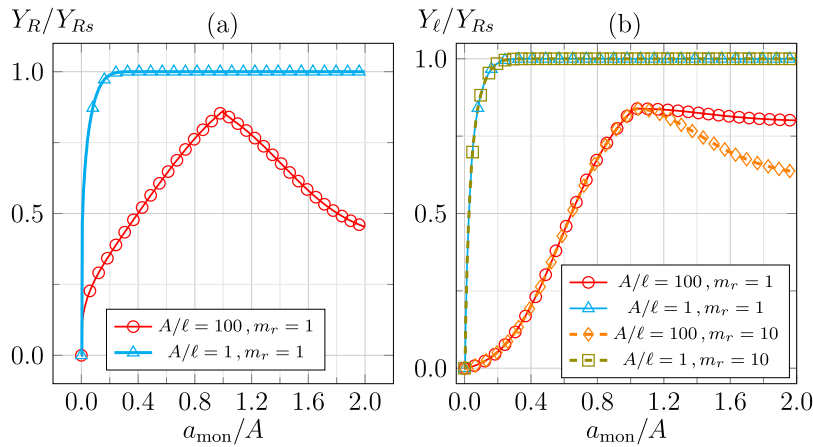 Y_R/Y_{Rs}
(a)
1.0
0.5
0.0
A/ℓ = 100 , m_r = 1
A/ℓ = 1 , m_r = 1
0.0 0.4 0.8 1.2 1.6 2.0
a_mon/A
Y_ℓ/Y_{Rs}
(b)
1.0
0.5
0.0
A/ℓ = 100 , m_r = 1
A/ℓ = 1 , m_r = 1
A/ℓ = 100 , m_r = 10
A/ℓ = 1 , m_r = 10
0.0 0.4 0.8 1.2 1.6 2.0
a_mon/A